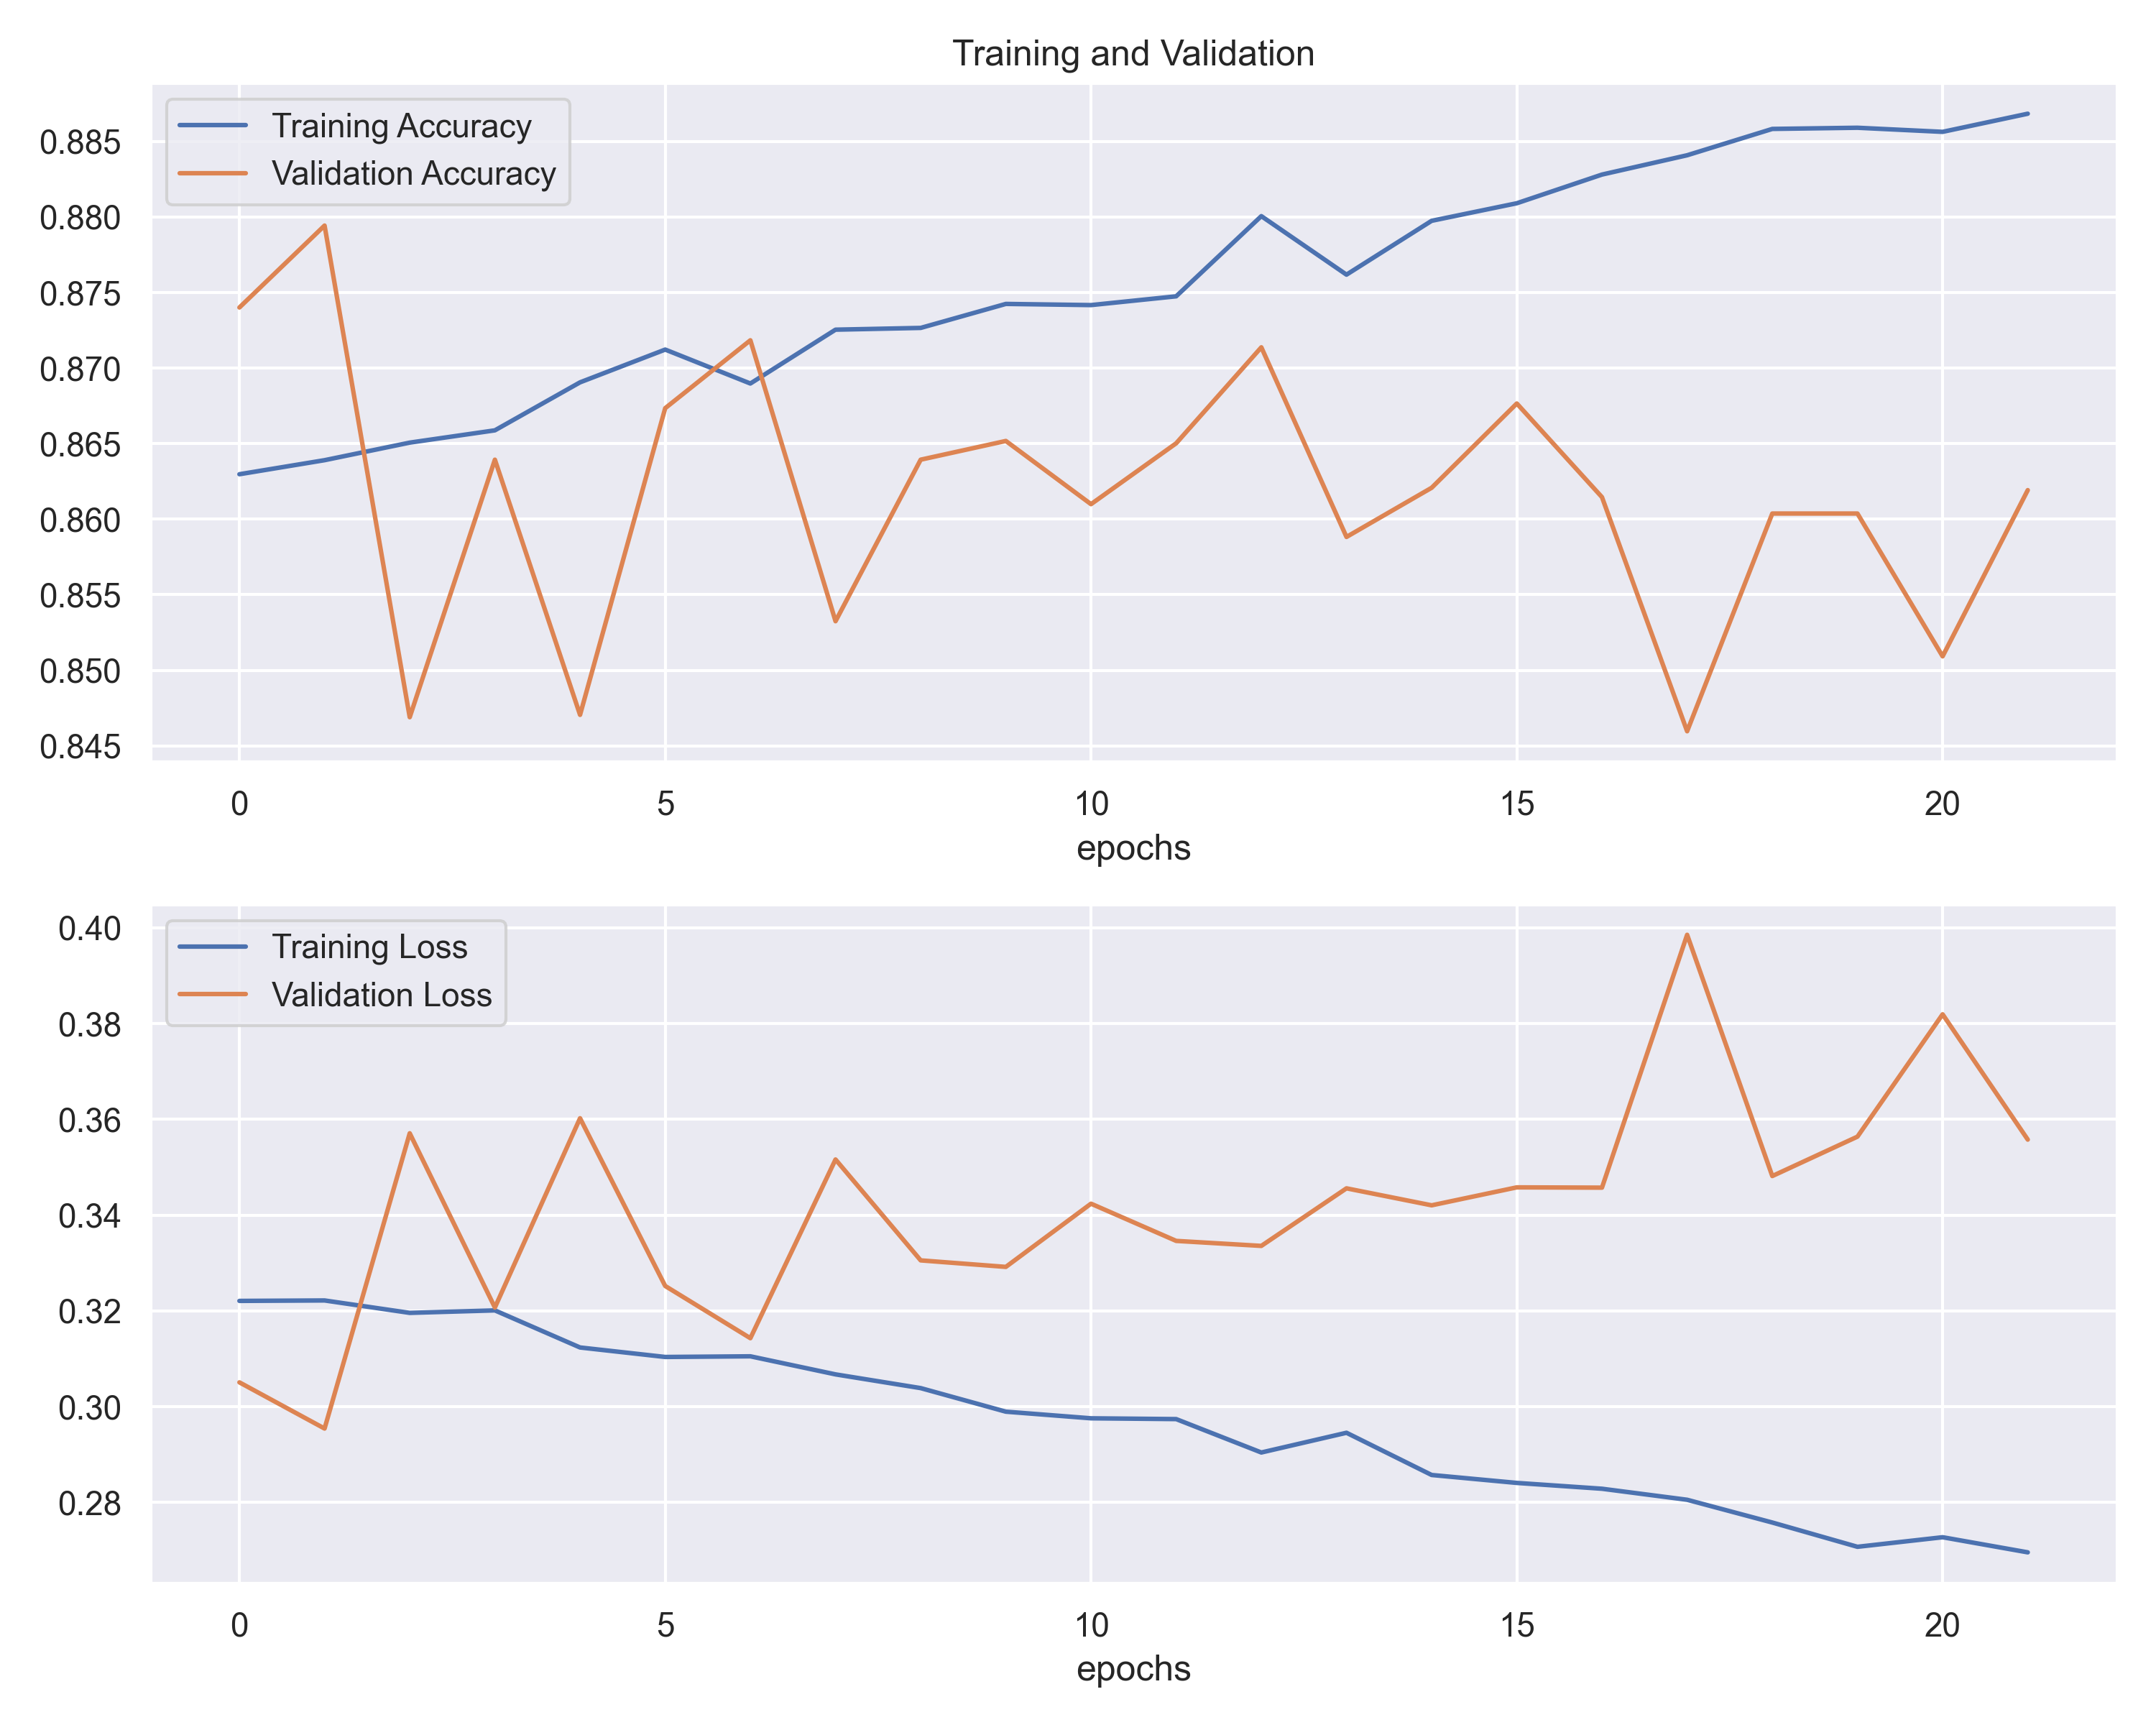 Training and Validation
Training Accuracy
Validation Accuracy
0.885
0.880
0.875
0.870
0.865
0.860
0.855
0.850
0.845
0 5 10 15 20
epochs
Training Loss
Validation Loss
0.40
0.38
0.36
0.34
0.32
0.30
0.28
0 5 10 15 20
epochs